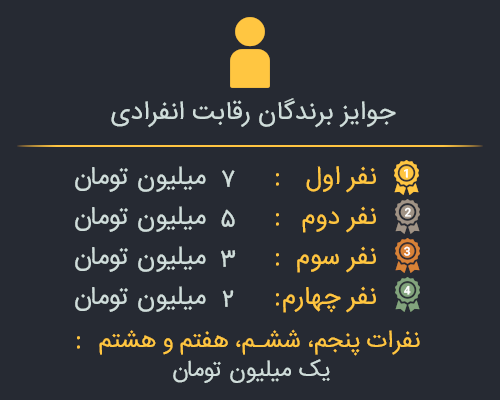 جوایز برندگان رقابت انفرادی
نفر اول : ۷ میلیون تومان
نفر دوم : ۵ میلیون تومان
نفر سوم : ۳ میلیون تومان
نفر چهارم: ۲ میلیون تومان
نفرات پنجم، ششـم، هفتم و هشتم :
یک میلیون تومان